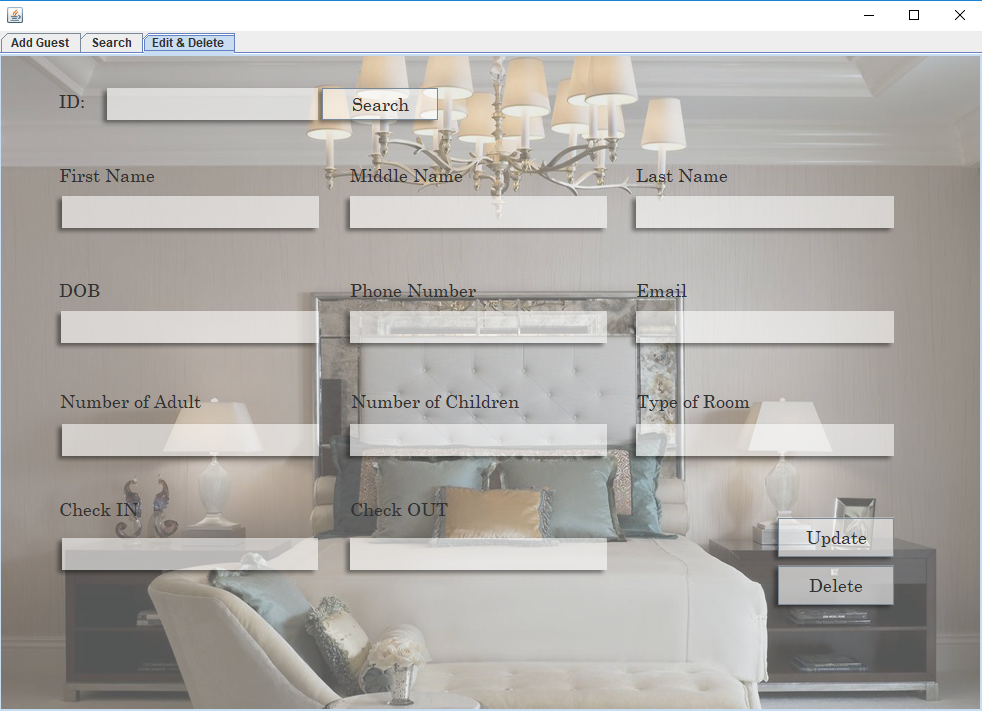 Add Guest Search Edit & Delete
ID: Search
First Name Middle Name Last Name
DOB Phone Number Email
Number of Adult Number of Children Type of Room
Check IN Check OUT
Update
Delete